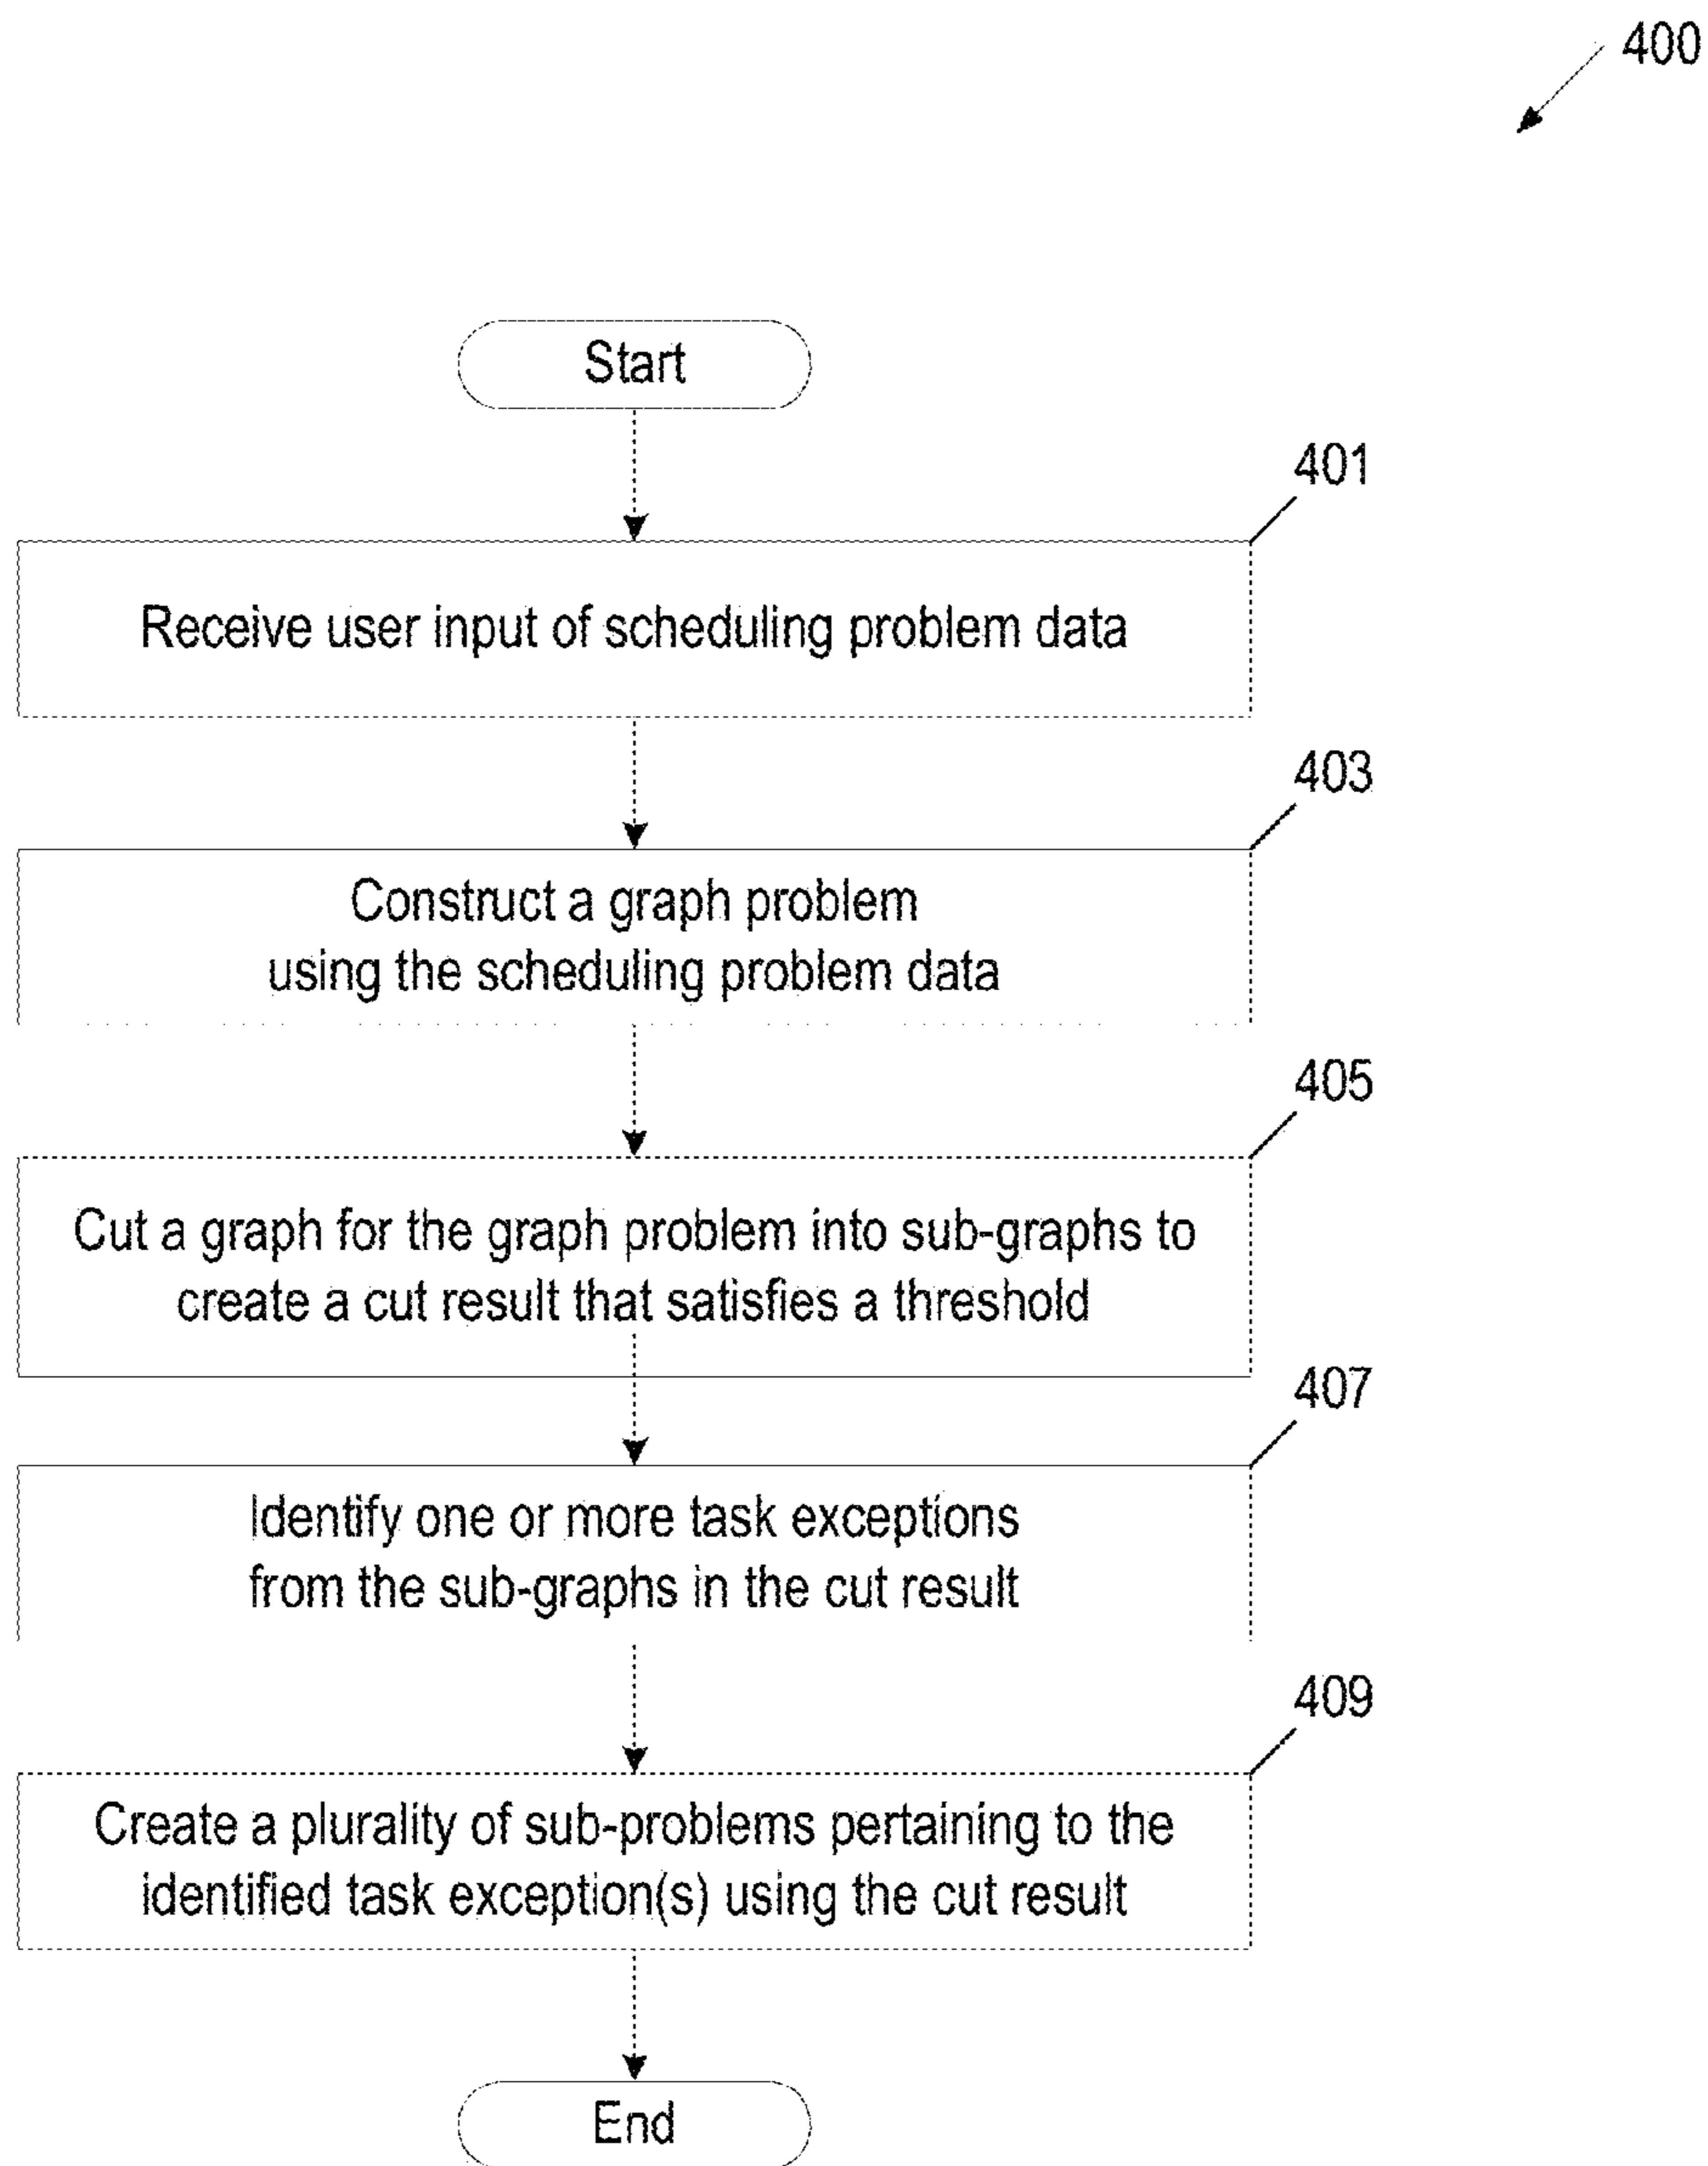 400
Start
401
Receive user input of scheduling problem data
403
Construct a graph problem
using the scheduling problem data
405
Cut a graph for the graph problem into sub-graphs to
create a cut result that satisfies a threshold
407
Identify one or more task exceptions
from the sub-graphs in the cut result
409
Create a plurality of sub-problems pertaining to the
identified task exception(s) using the cut result
End